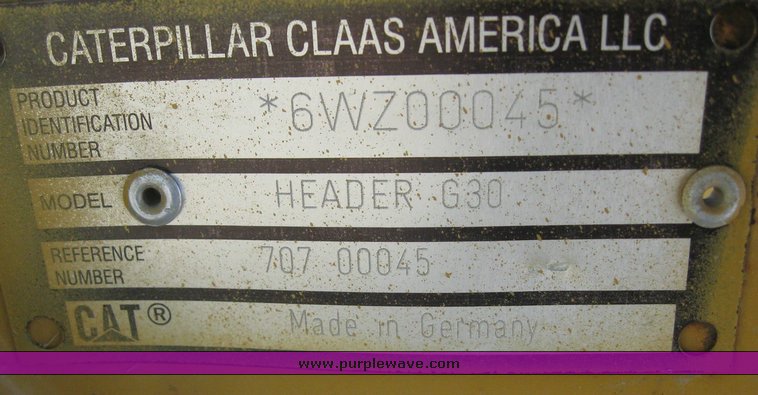 CATERPILLAR CLAAS AMERICA LLC
PRODUCT IDENTIFICATION NUMBER *6WZ00045*
MODEL HEADER G30
REFERENCE NUMBER 707 00045
CAT® Made in Germany
www.purplewave.com